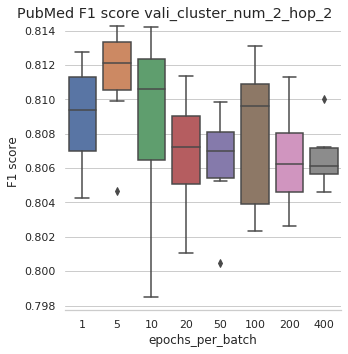 PubMed F1 score vali_cluster_num_2_hop_2
0.814
0.812
0.810
0.808
0.806
0.804
0.802
0.800
0.798
F1 score
1 5 10 20 50 100 200 400
epochs_per_batch